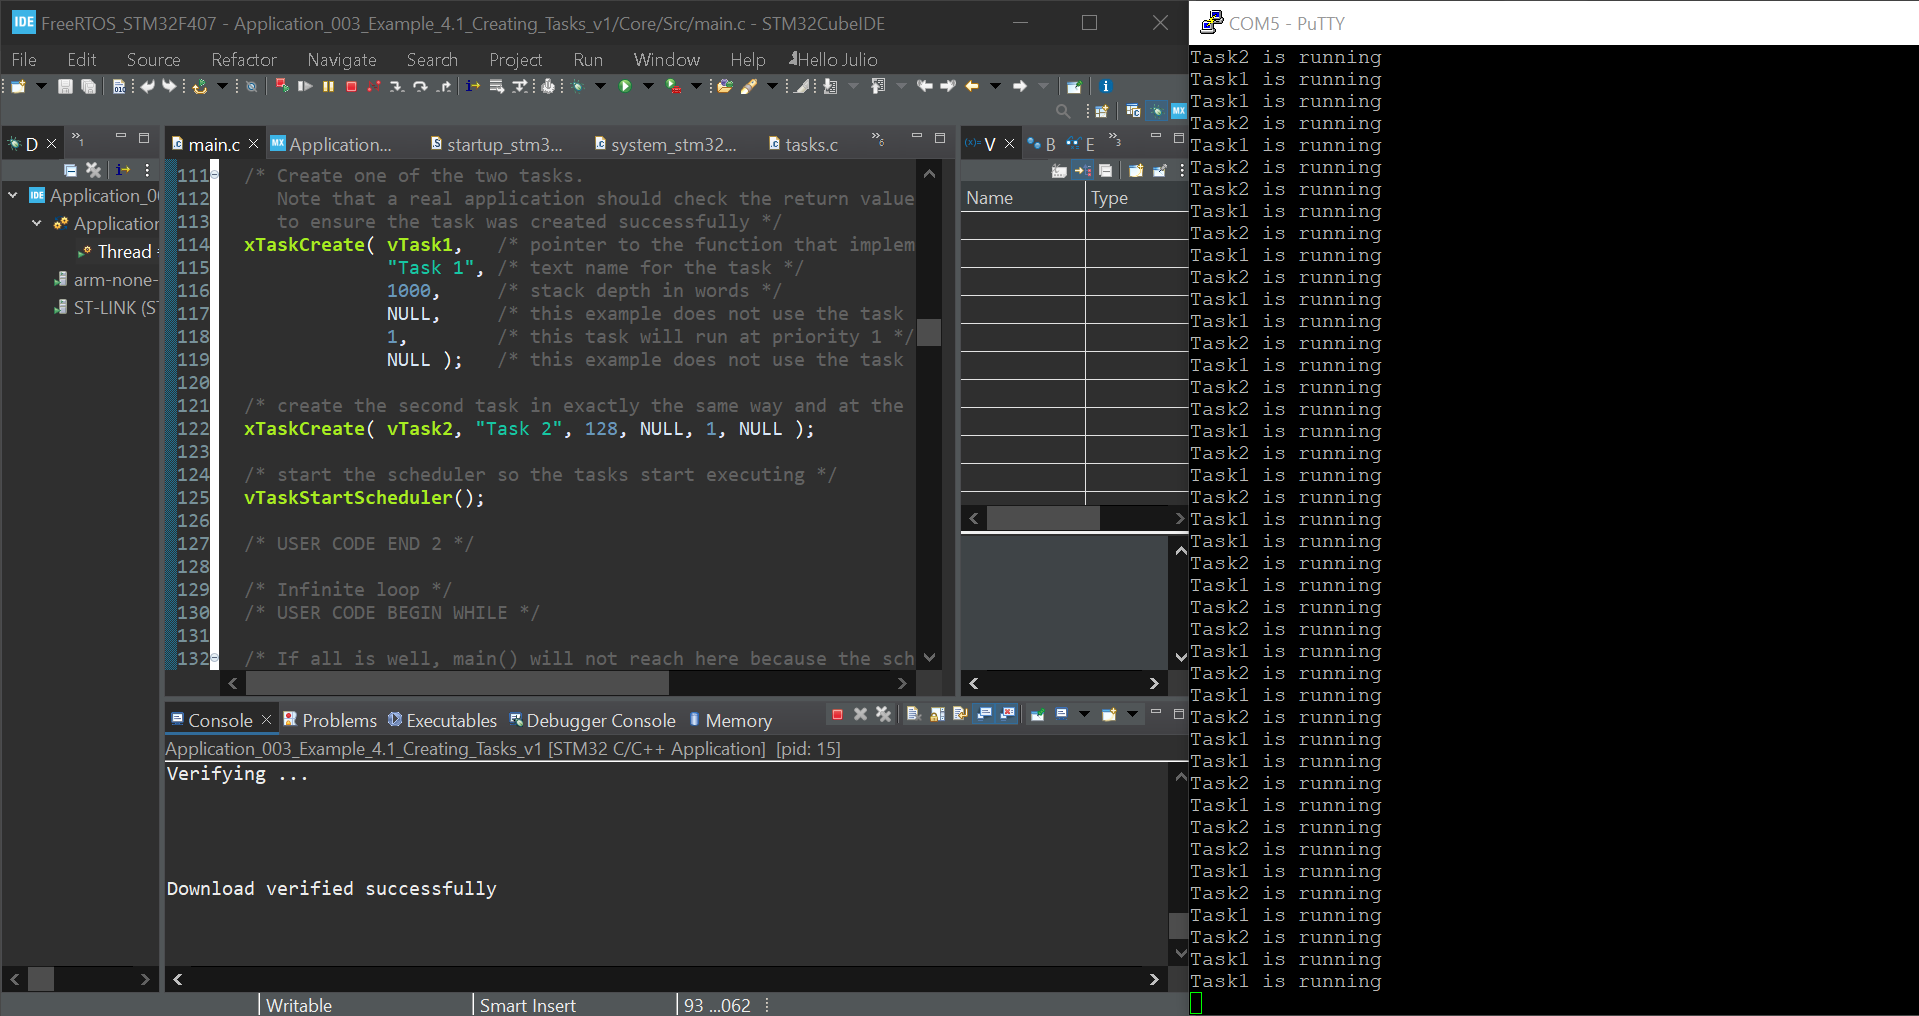 IDE FreeRTOS_STM32F407 - Application_003_Example_4.1_Creating_Tasks_v1/Core/Src/main.c - STM32CubeIDE
File Edit Source Refactor Navigate Search Project Run Window Help Hello Julio
D
main.c
MX Application...
startup_stm3...
system_stm32...
tasks.c
IDE Application_0
Application
Thread
arm-none-
ST-LINK (ST
111 /* Create one of the two tasks.
112 Note that a real application should check the return value
113 to ensure the task was created successfully */
114 xTaskCreate( vTask1, /* pointer to the function that implem
115 "Task 1", /* text name for the task */
116 1000, /* stack depth in words */
117 NULL, /* this example does not use the task
118 1, /* this task will run at priority 1 */
119 NULL ); /* this example does not use the task
120
121 /* create the second task in exactly the same way and at the
122 xTaskCreate( vTask2, "Task 2", 128, NULL, 1, NULL );
123
124 /* start the scheduler so the tasks start executing */
125 vTaskStartScheduler();
126
127 /* USER CODE END 2 */
128
129 /* Infinite loop */
130 /* USER CODE BEGIN WHILE */
131
132 /* If all is well, main() will not reach here because the sch
(x)= V B E
Name Type
Console Problems Executables Debugger Console Memory
Application_003_Example_4.1_Creating_Tasks_v1 [STM32 C/C++ Application] [pid: 15]
Verifying ...
Download verified successfully
Writable Smart Insert 93 ...062
COM5 - PuTTY
Task2 is running
Task1 is running
Task1 is running
Task2 is running
Task1 is running
Task2 is running
Task2 is running
Task1 is running
Task2 is running
Task1 is running
Task2 is running
Task1 is running
Task1 is running
Task2 is running
Task1 is running
Task2 is running
Task2 is running
Task1 is running
Task2 is running
Task1 is running
Task2 is running
Task1 is running
Task1 is running
Task2 is running
Task1 is running
Task2 is running
Task2 is running
Task1 is running
Task2 is running
Task1 is running
Task2 is running
Task1 is running
Task1 is running
Task2 is running
Task1 is running
Task2 is running
Task2 is running
Task1 is running
Task2 is running
Task1 is running
Task2 is running
Task1 is running
Task1 is running